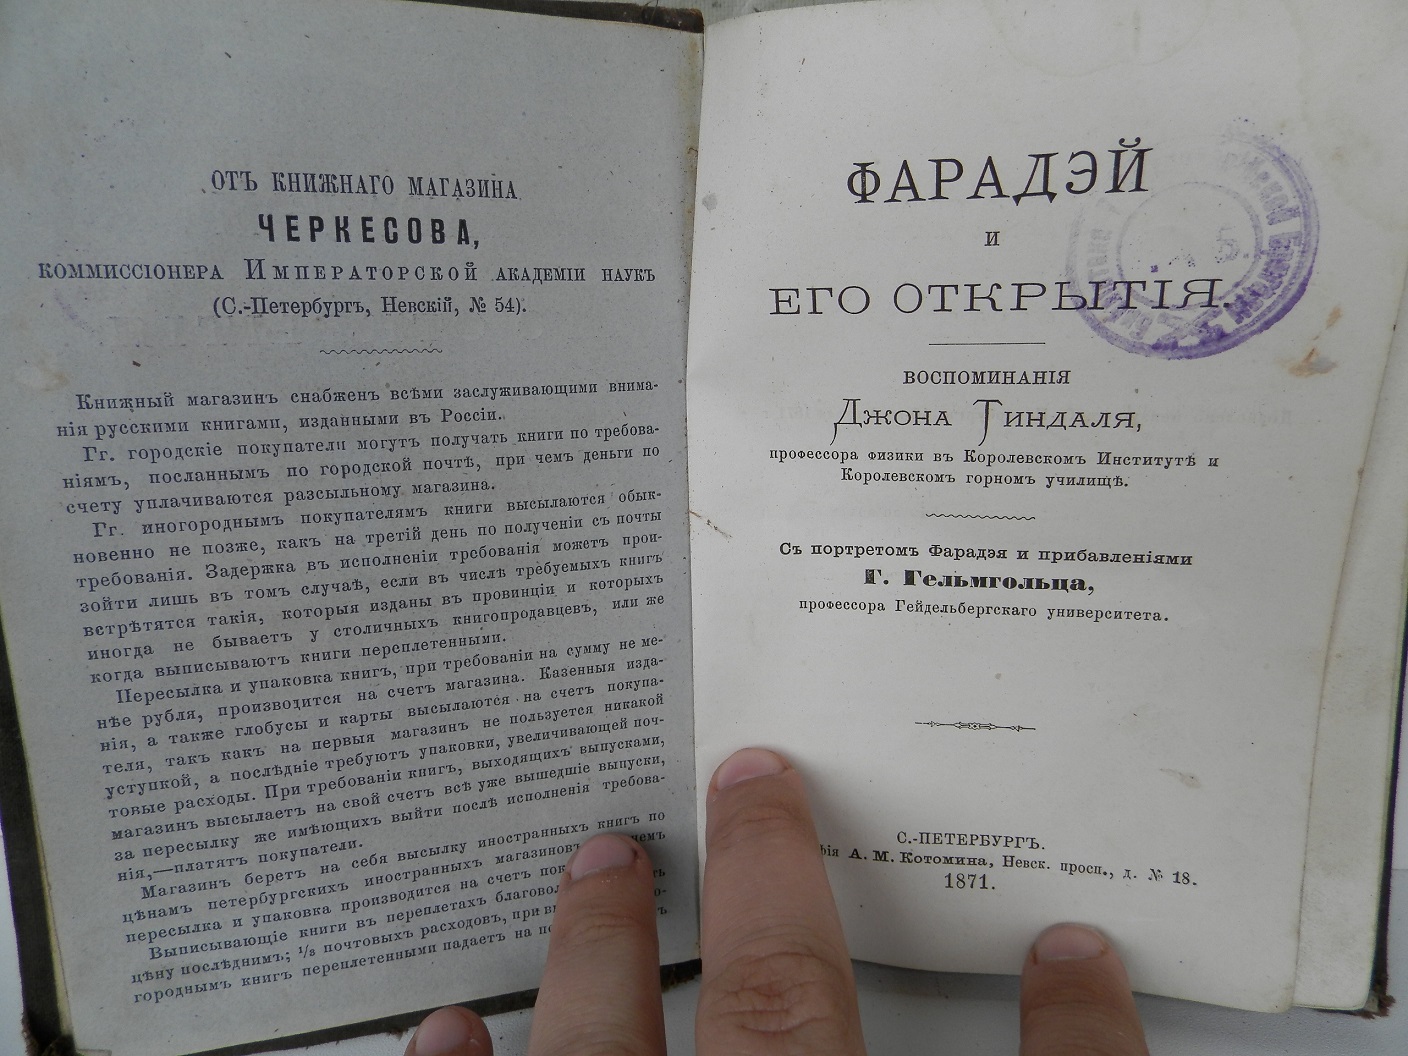 ОТЪ КНИЖНАГО МАГАЗИНА
ЧЕРКЕСОВА,
КОММИССІОНЕРА ИМПЕРАТОРСКОЙ АКАДЕМІИ НАУКЪ
(С.-Петербургъ, Невскій, № 54).
Книжный магазинъ снабженъ всѣми заслуживающими внима-
нія русскими книгами, изданными въ Россіи.
Гг. городскіе покупатели могутъ получать книги по требова-
ніямъ, посланнымъ по городской почтѣ, при чемъ деньги по
счету уплачиваются разсыльному магазина.
Гг. иногороднымъ покупателямъ книги высылаются обык-
новенно не позже, какъ на третій день по полученіи съ почты
требованія. Задержка въ исполненіи требованія можетъ прои-
зойти лишь въ томъ случаѣ, если въ числѣ требуемыхъ книгъ
встрѣтятся такія, которыя изданы въ провинціи и которыхъ
иногда не бываетъ у столичныхъ книгопродавцевъ, или же
когда выписываютъ книги переплетенными.
Пересылка и упаковка книгъ, при требованіи на сумму не ме-
нѣе рубля, производится на счетъ магазина. Казенныя изда-
нія, а также глобусы и карты высылаются на счетъ покупа-
теля, такъ какъ на первыя магазинъ не пользуется никакой
уступкой, а послѣдніе требуютъ упаковки, увеличивающей поч-
товые расходы. При требованіи книгъ, выходящихъ выпусками,
магазинъ высылаетъ на свой счетъ всѣ уже вышедшіе выпуски,
за пересылку же имѣющихъ выйти послѣ исполненія требова-
нія,—платятъ покупатели.
Магазинъ беретъ на себя высылку иностранныхъ книгъ по
цѣнамъ петербургскихъ иностранныхъ магазиновъ
пересылка и упаковка производится на счетъ
Выписывающіе книги въ переплетахъ
цѣну послѣднимъ; 1/3 почтовыхъ расходовъ, при
городнымъ книгъ переплетенными падаетъ на
ФАРАДЭЙ
И
ЕГО ОТКРЫТІЯ.
ВОСПОМИНАНІЯ
ДЖОНА ТИНДАЛЯ,
профессора физики въ Королевскомъ Институтѣ и
Королевскомъ горномъ училищѣ.
Съ портретомъ Фарадэя и прибавленіями
Г. Гельмгольца,
профессора Гейдельбергскаго университета.
С.-ПЕТЕРБУРГЪ.
А. М. Котомина, Невск. просп., д. № 18.
1871.